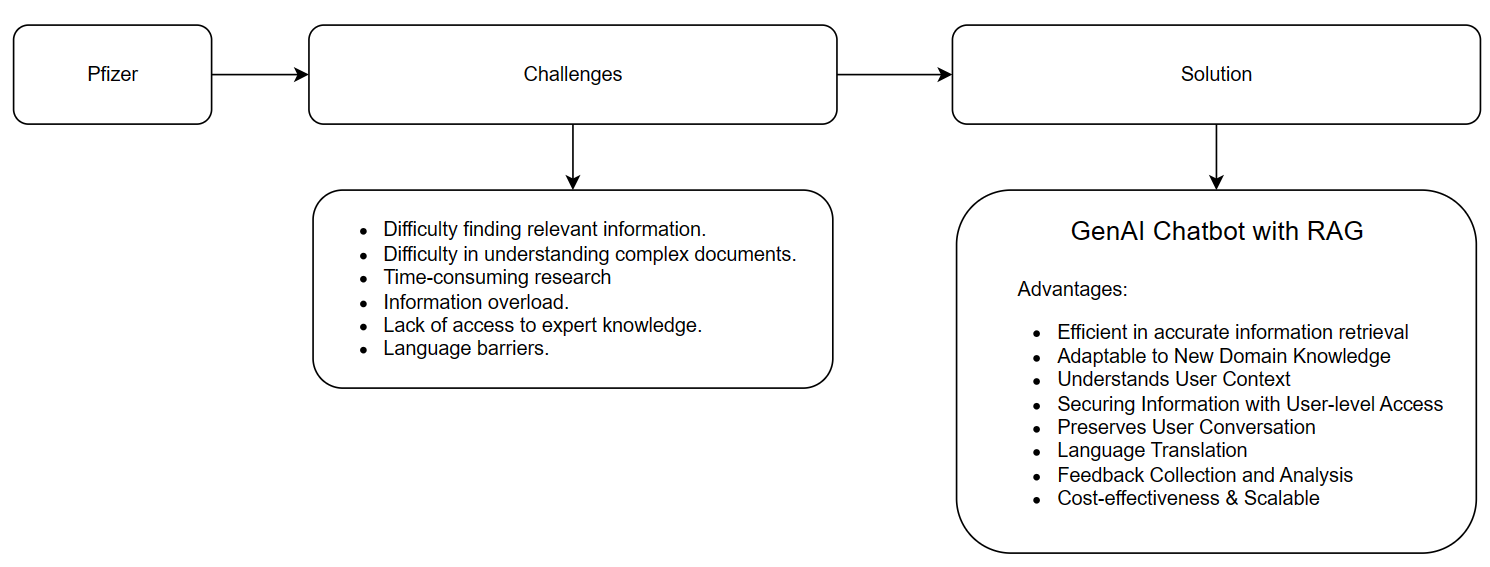 Pfizer
Challenges
Solution
Difficulty finding relevant information.
Difficulty in understanding complex documents.
Time-consuming research
Information overload.
Lack of access to expert knowledge.
Language barriers.
GenAI Chatbot with RAG
Advantages:
Efficient in accurate information retrieval
Adaptable to New Domain Knowledge
Understands User Context
Securing Information with User-level Access
Preserves User Conversation
Language Translation
Feedback Collection and Analysis
Cost-effectiveness & Scalable